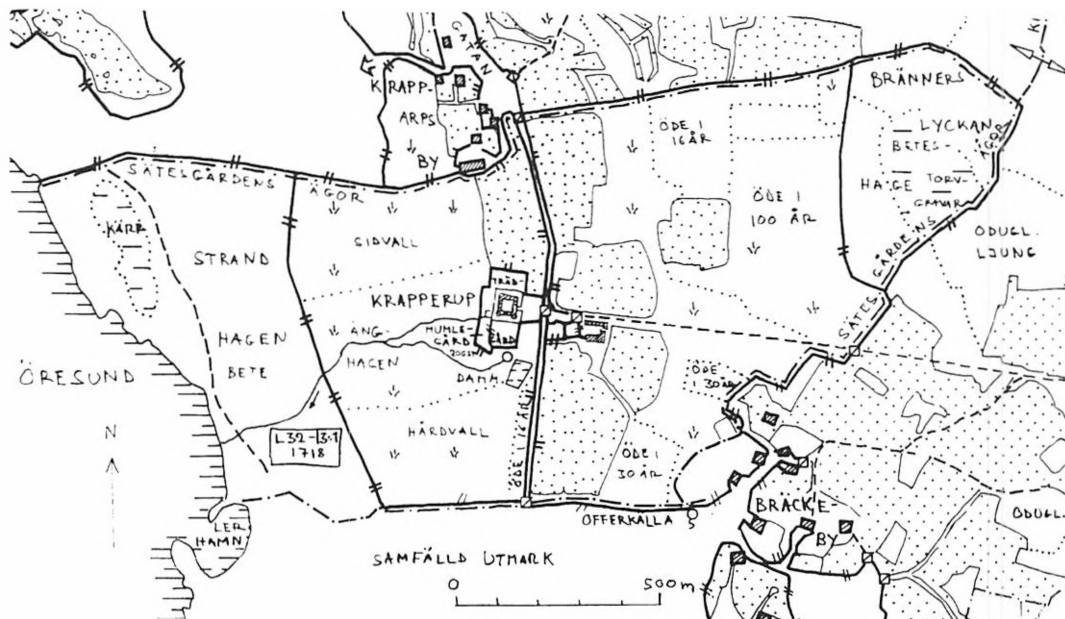 GAXAN
KRAPP-
ARPS
BY
BRÄNNERS
LYCKAN
BETES-
HAGE
TORV-
GRAVAR
ÖDE I
16 ÅR
ÖDE I
100 ÅR
ODUGL.
LJUNG
SÄTESGÅRDENS
ÄGOR
SÄTESGÅRDENS ÄGOR
KÄRR
STRAND
HAGEN
BETE
SIDVALL
KRAPPERUP
TRÄD-
GÅRD
HUMLE-
GÅRD
ÄNG-
HAGEN
DAMM
HÅRDVALL
ÖDE I 16 ÅR
ÖDE
I 30 ÅR
ÖDE I
30 ÅR
ÖRESUND
N
L32-13:1
1718
LER-
HAMN
OFFERKÄLLA
BRÄCKE-
BY
ODUGL.
SAMFÄLLD UTMARK
0
500 m